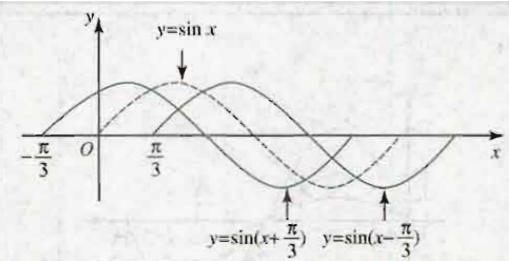 y
y=sin x
-π/3
O
π/3
x
y=sin(x+π/3) y=sin(x-π/3)